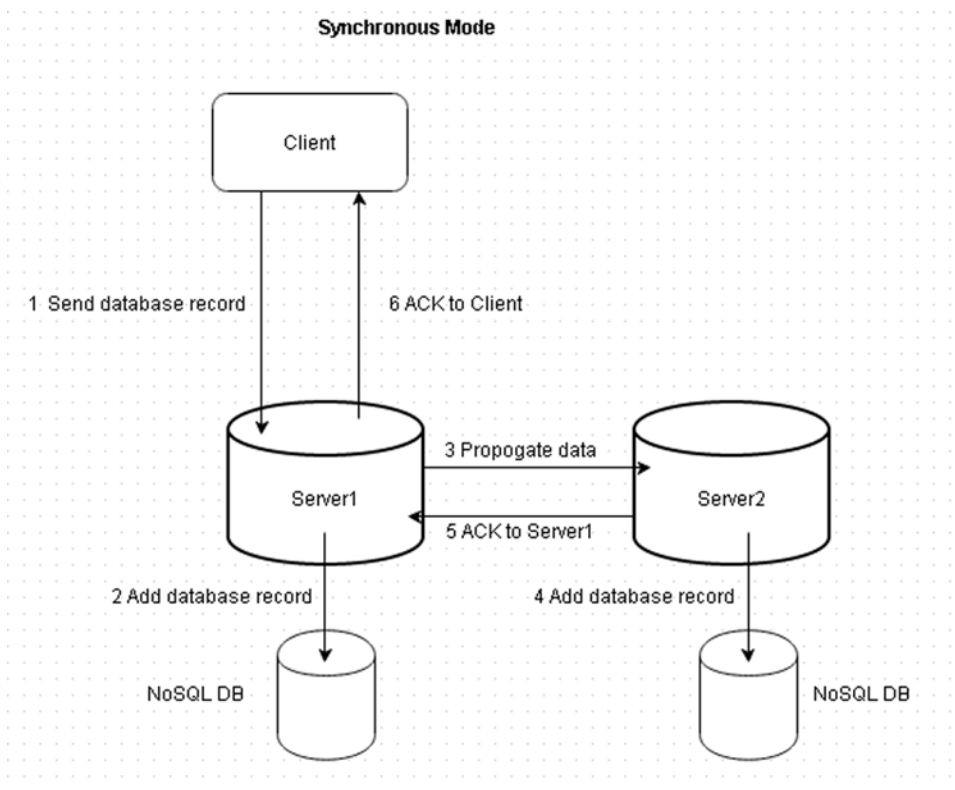 Synchronous Mode
Client
1 Send database record
6 ACK to Client
3 Propogate data
Server1
Server2
5 ACK to Server1
2 Add database record
4 Add database record
NoSQL DB
NoSQL DB